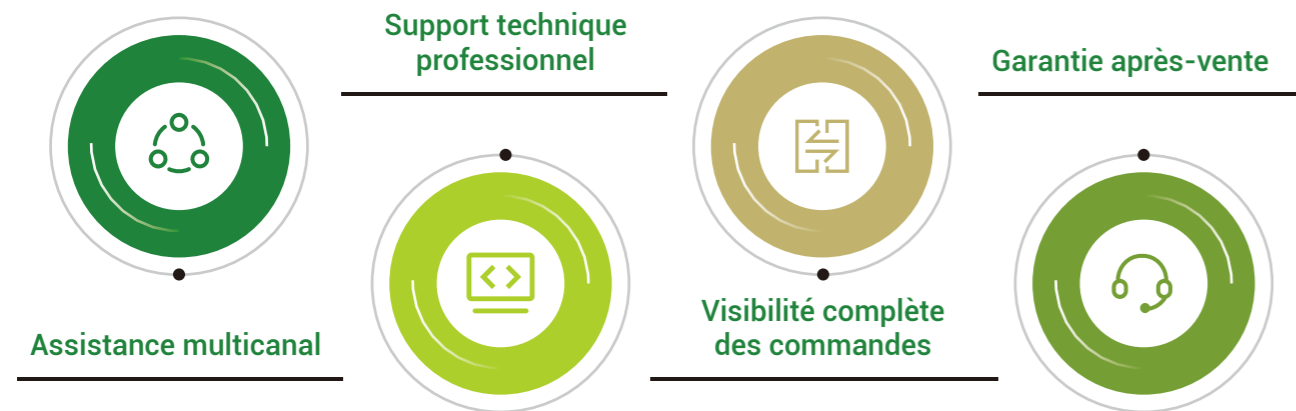 Assistance multicanal
Support technique
professionnel
Visibilité complète
des commandes
Garantie après-vente